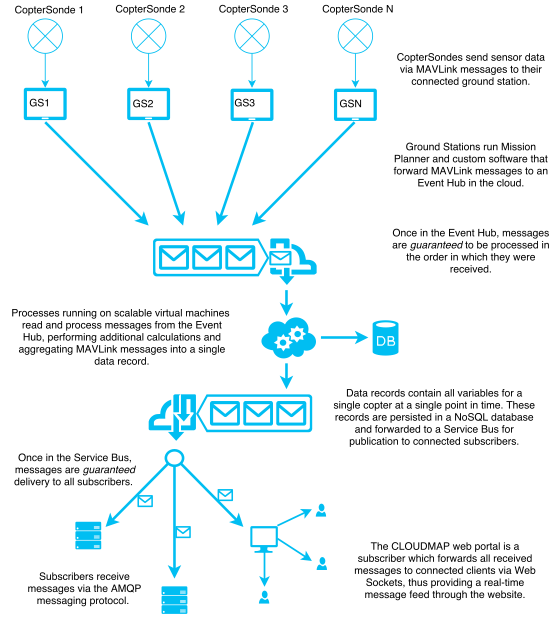 CopterSonde 1
CopterSonde 2
CopterSonde 3
CopterSonde N
CopterSondes send sensor data
via MAVLink messages to their
connected ground station.
GS1
GS2
GS3
GSN
Ground Stations run Mission
Planner and custom software that
forward MAVLink messages to an
Event Hub in the cloud.
Once in the Event Hub, messages
are guaranteed to be processed in
the order in which they were
received.
Processes running on scalable virtual machines
read and process messages from the Event
Hub, performing additional calculations and
aggregating MAVLink messages into a single
data record.
DB
Data records contain all variables for a
single copter at a single point in time. These
records are persisted in a NoSQL database
and forwarded to a Service Bus for
publication to connected subscribers.
Once in the Service Bus,
messages are guaranteed
delivery to all subscribers.
Subscribers receive
messages via the AMQP
messaging protocol.
The CLOUDMAP web portal is a
subscriber which forwards all received
messages to connected clients via Web
Sockets, thus providing a real-time
message feed through the website.